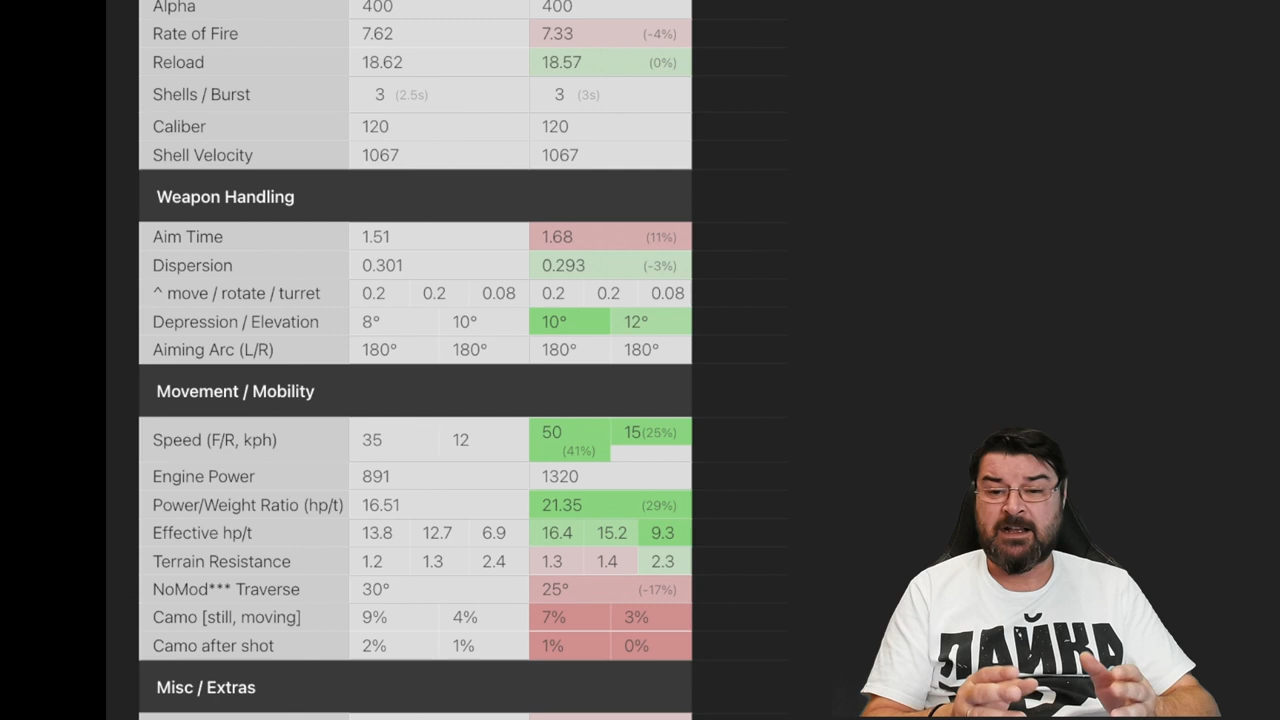 Alpha 400 400
Rate of Fire 7.62 7.33 (-4%)
Reload 18.62 18.57 (0%)
Shells / Burst 3 (2.5s) 3 (3s)
Caliber 120 120
Shell Velocity 1067 1067
Weapon Handling
Aim Time 1.51 1.68 (11%)
Dispersion 0.301 0.293 (-3%)
^ move / rotate / turret 0.2 0.2 0.08 0.2 0.2 0.08
Depression / Elevation 8° 10° 10° 12°
Aiming Arc (L/R) 180° 180° 180° 180°
Movement / Mobility
Speed (F/R, kph) 35 12 50 (41%) 15(25%)
Engine Power 891 1320
Power/Weight Ratio (hp/t) 16.51 21.35 (29%)
Effective hp/t 13.8 12.7 6.9 16.4 15.2 9.3
Terrain Resistance 1.2 1.3 2.4 1.3 1.4 2.3
NoMod*** Traverse 30° 25° (-17%)
Camo [still, moving] 9% 4% 7% 3%
Camo after shot 2% 1% 1% 0%
Misc / Extras
ЛАЙКА